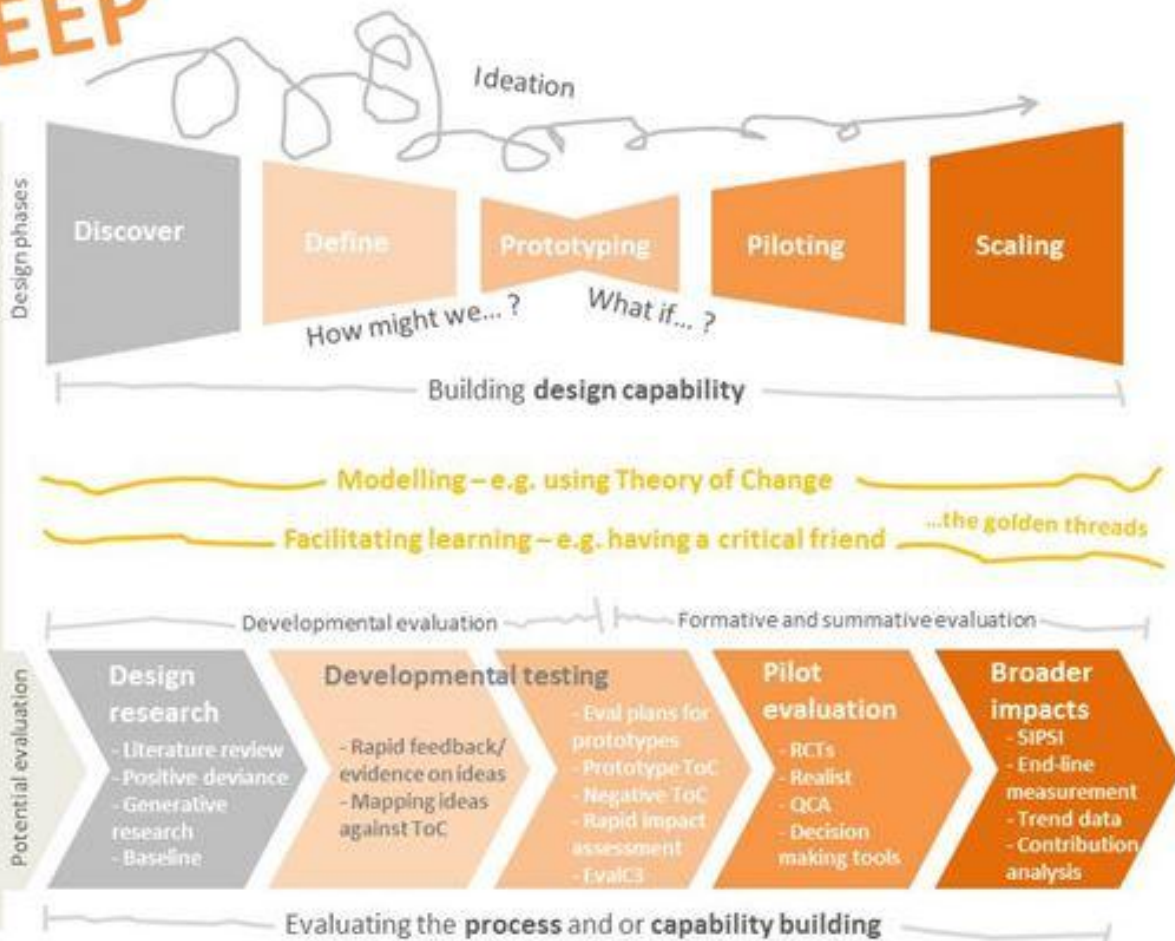 EEP
Ideation
Design phases
Discover
Define
Prototyping
Piloting
Scaling
How might we... ?
What if... ?
Building design capability
Modelling – e.g. using Theory of Change
...the golden threads
Facilitating learning – e.g. having a critical friend
Developmental evaluation
Formative and summative evaluation
Potential evaluation
Design
research
- Literature review
- Positive deviance
- Generative
research
- Baseline
Developmental testing
- Rapid feedback/
evidence on ideas
- Mapping ideas
against ToC
- Eval plans for
prototypes
- Prototype ToC
- Negative ToC
- Rapid impact
assessment
- EvalC3
Pilot
evaluation
- RCTs
- Realist
- QCA
- Decision
making tools
Broader
impacts
- SIPSI
- End-line
measurement
- Trend data
- Contribution
analysis
Evaluating the process and or capability building